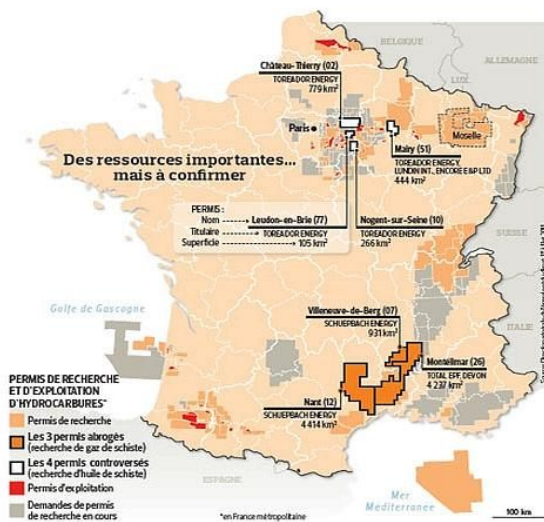 BELGIQUE
ALLEMAGNE
LUX.
Château-Thierry (02)
TOREADOR ENERGY
779 km²
Paris
Moselle
Mairy (51)
TOREADOR ENERGY
LUNDIN INT., ENCORE E&P LTD
444 km²
Des ressources importantes...
mais à confirmer
PERMIS :
Nom
Titulaire
Superficie
Leudon-en-Brie (77)
TOREADOR ENERGY
105 km²
Nogent-sur-Seine (10)
TOREADOR ENERGY
266 km²
SUISSE
ITALIE
Golfe de Gascogne
Villeneuve-de-Berg (07)
SCHUEPBACH ENERGY
931 km²
Montélimar (26)
TOTAL EPF, DEVON
4 237 km²
Nant (12)
SCHUEPBACH ENERGY
4 414 km²
PERMIS DE RECHERCHE
ET D'EXPLOITATION
D'HYDROCARBURES*
Permis de recherche
Les 3 permis abrogés
(recherche de gaz de schiste)
Les 4 permis controversés
(recherche d'huile de schiste)
Permis d'exploitation
Demandes de permis
de recherche en cours
ESPAGNE
*en France métropolitaine
Mer
Méditerranée
100 km